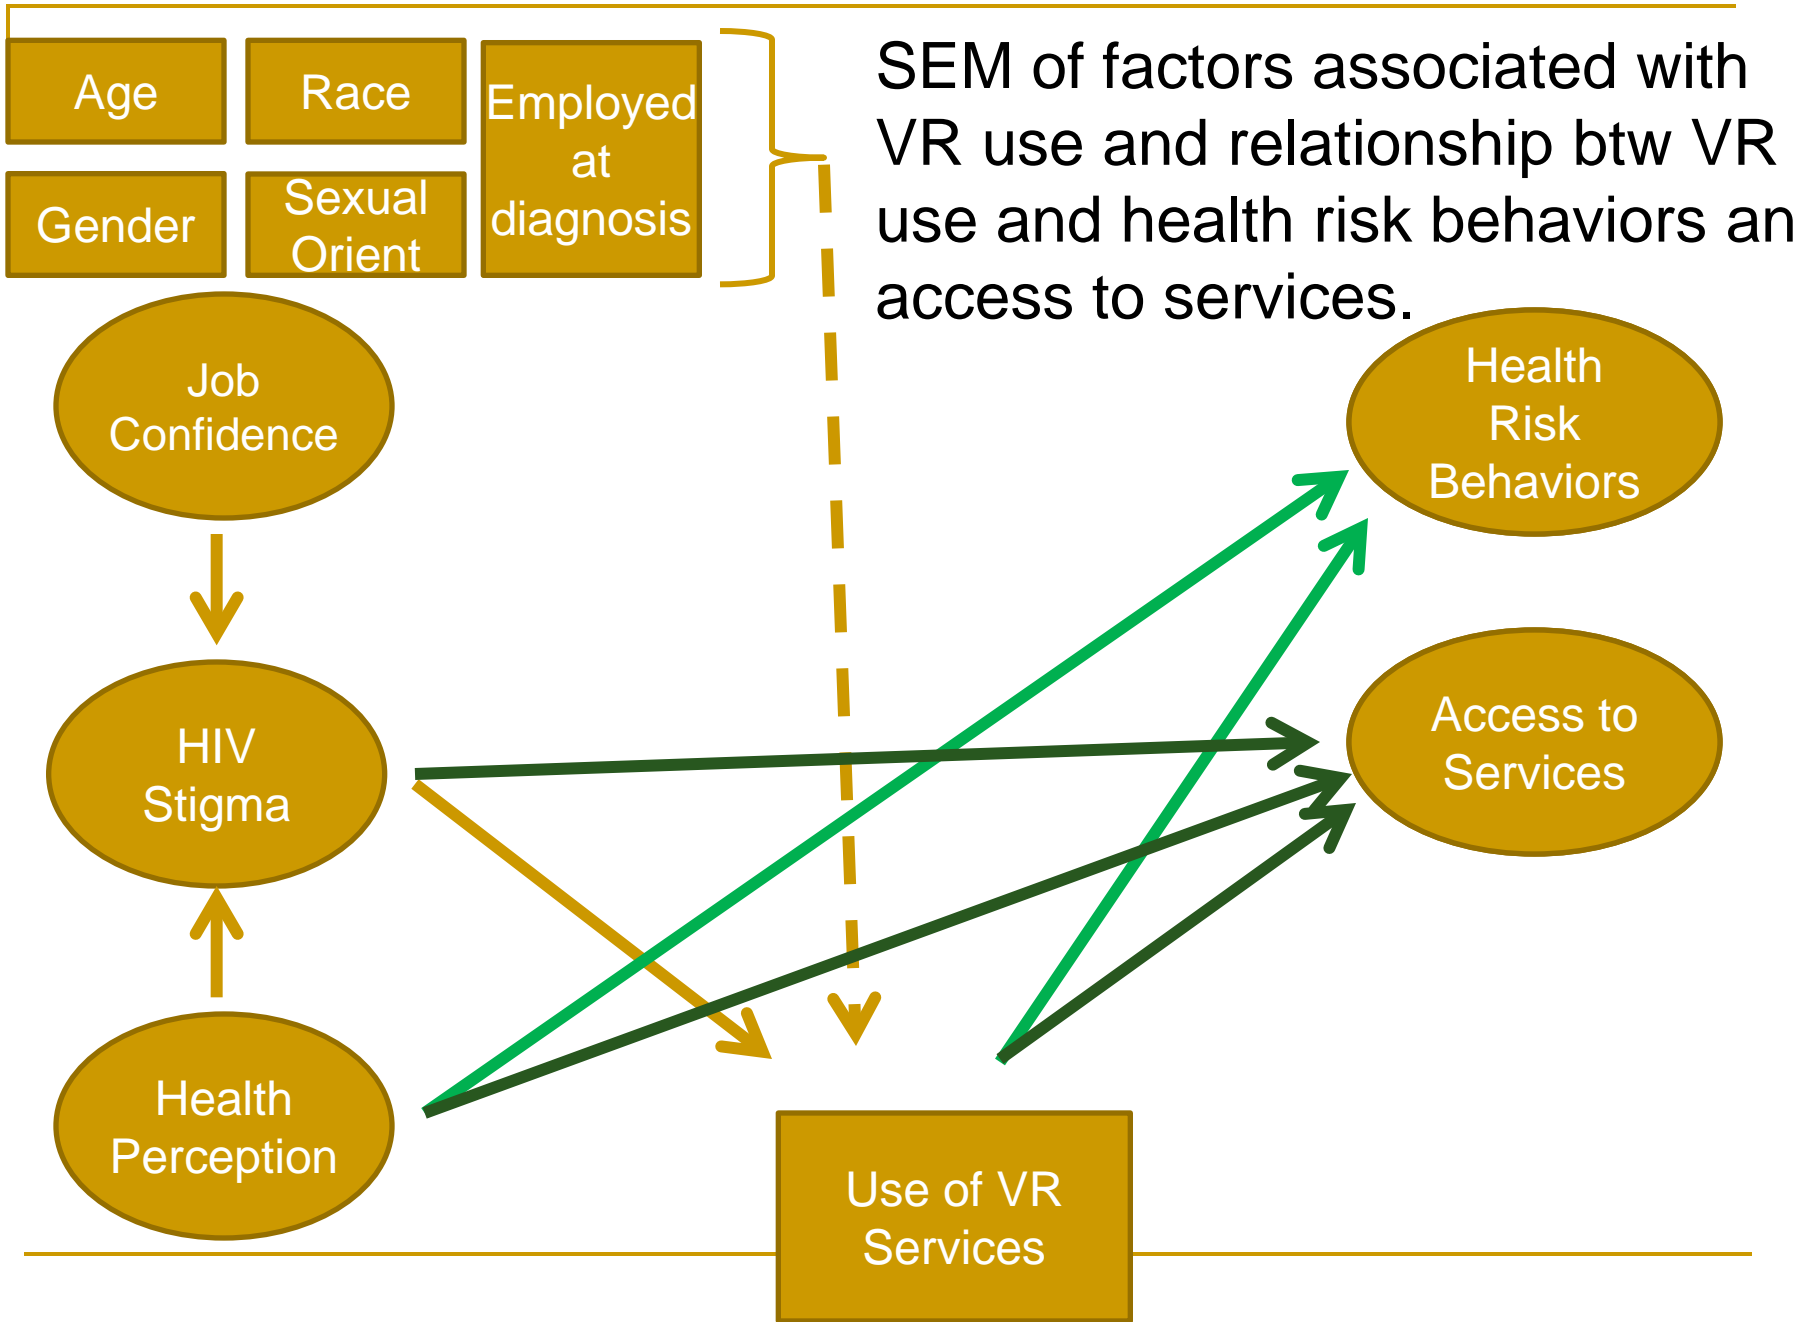 Age
Race
Employed
at
diagnosis
Gender
Sexual
Orient
SEM of factors associated with
VR use and relationship btw VR
use and health risk behaviors an
access to services.
Job
Confidence
Health
Risk
Behaviors
HIV
Stigma
Access to
Services
Health
Perception
Use of VR
Services